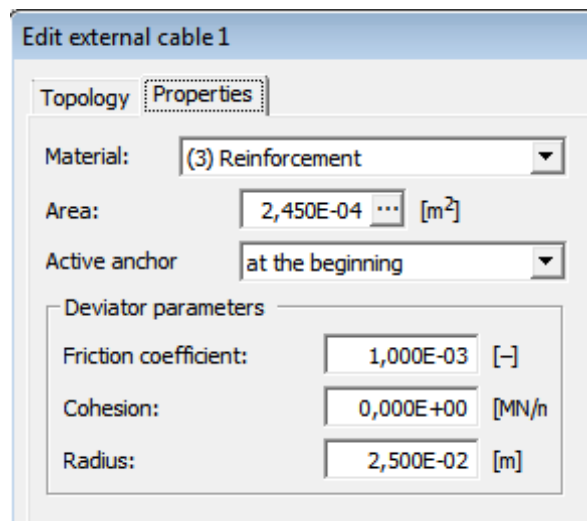 Edit external cable 1
Topology Properties
Material: (3) Reinforcement
Area: 2,450E-04 ... [m²]
Active anchor at the beginning
Deviator parameters
Friction coefficient: 1,000E-03 [–]
Cohesion: 0,000E+00 [MN/n
Radius: 2,500E-02 [m]